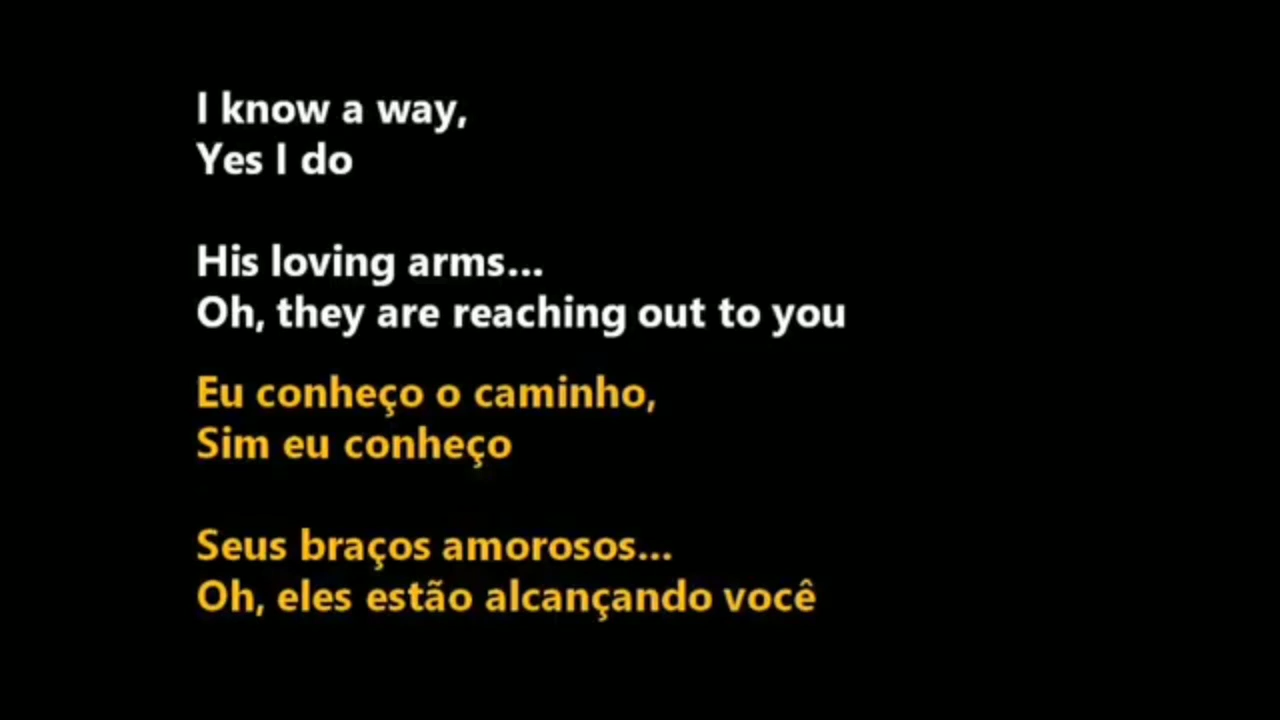 I know a way,
Yes I do
His loving arms...
Oh, they are reaching out to you
Eu conheço o caminho,
Sim eu conheço
Seus braços amorosos...
Oh, eles estão alcançando você